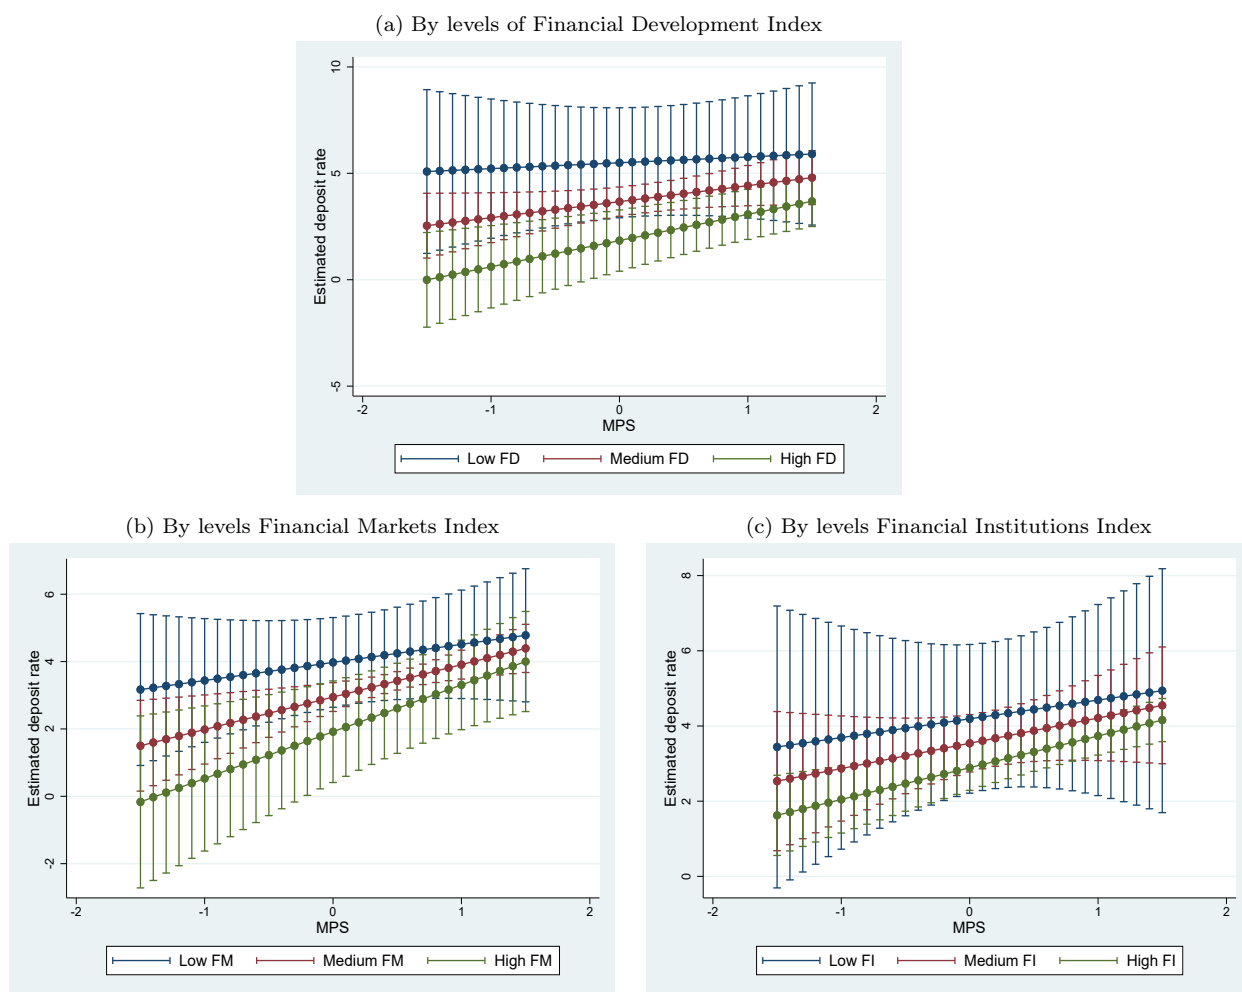 (a) By levels of Financial Development Index
10
5
0
-5
Estimated deposit rate
-2 -1 0 1 2
MPS
Low FD Medium FD High FD
(b) By levels Financial Markets Index
6
4
2
0
-2
Estimated deposit rate
-2 -1 0 1 2
MPS
Low FM Medium FM High FM
(c) By levels Financial Institutions Index
8
6
4
2
0
Estimated deposit rate
-2 -1 0 1 2
MPS
Low FI Medium FI High FI